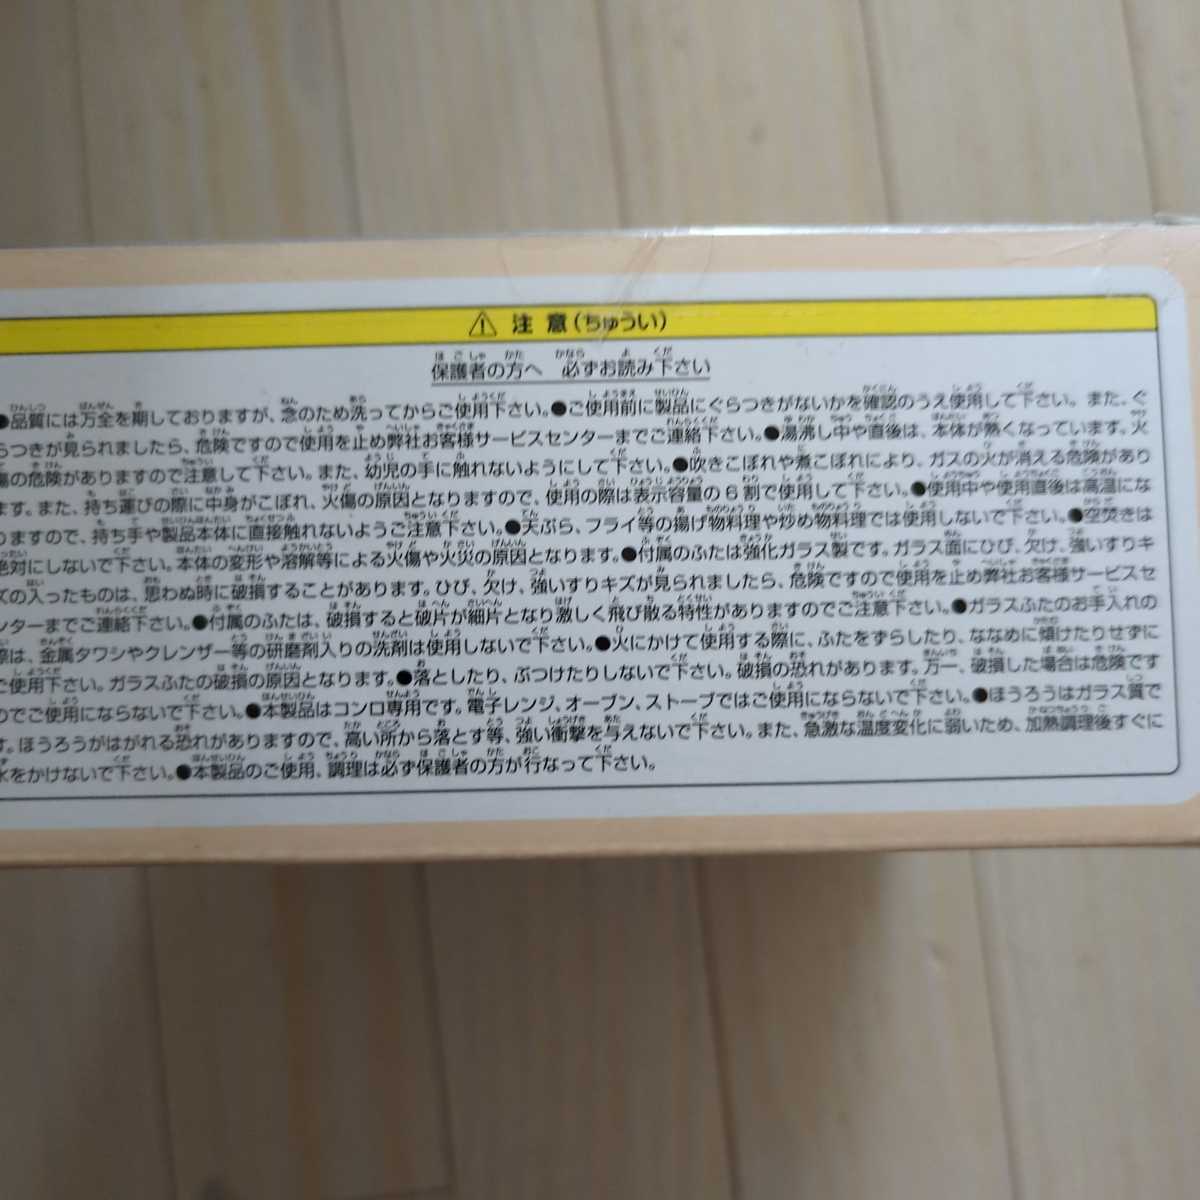 ⚠ 注意(ちゅうい)
保護者の方へ 必ずお読み下さい
●品質には万全を期しておりますが、念のため洗ってからご使用下さい。●ご使用前に製品にぐらつきがないかを確認のうえ使用して下さい。また、ぐ
らつきが見られましたら、危険ですので使用を止め弊社お客様サービスセンターまでご連絡下さい。●湯沸し中や直後は、本体が熱くなっています。火
傷の危険がありますので注意して下さい。また、幼児の手に触れないようにして下さい。●吹きこぼれや煮こぼれにより、ガスの火が消える危険があり
ます。また、持ち運びの際に中身がこぼれ、火傷の原因となりますので、使用の際は表示容量の6割で使用して下さい。●使用中や使用直後は高温にな
りますので、持ち手や製品本体に直接触れないようご注意下さい。●天ぷら、フライ等の揚げ物料理や炒め物料理では使用しないで下さい。●空焚きは
絶対にしないで下さい。本体の変形や溶解等による火傷や火災の原因となります。●付属のふたは強化ガラス製です。ガラス面にひび、欠け、強いすりキ
ズの入ったものは、思わぬ時に破損することがあります。ひび、欠け、強いすりキズが見られましたら、危険ですので使用を止め弊社お客様サービスセ
ンターまでご連絡下さい。●付属のふたは、破損すると破片が細片となり激しく飛び散る特性がありますのでご注意下さい。●ガラスふたのお手入れの
際は、金属タワシやクレンザー等の研磨剤入りの洗剤は使用しないで下さい。●火にかけて使用する際に、ふたをずらしたり、ななめに傾けたりせずに
ご使用下さい。ガラスふたの破損の原因となります。●落としたり、ぶつけたりしないで下さい。破損の恐れがあります。万一、破損した場合は危険です
のでご使用にならないで下さい。●本製品はコンロ専用です。電子レンジ、オーブン、ストーブではご使用にならないで下さい。●ほうろうはガラス質で
す。ほうろうがはがれる恐れがありますので、高い所から落とす等、強い衝撃を与えないで下さい。また、急激な温度変化に弱いため、加熱調理後すぐに
水をかけないで下さい。●本製品のご使用、調理は必ず保護者の方が行なって下さい。